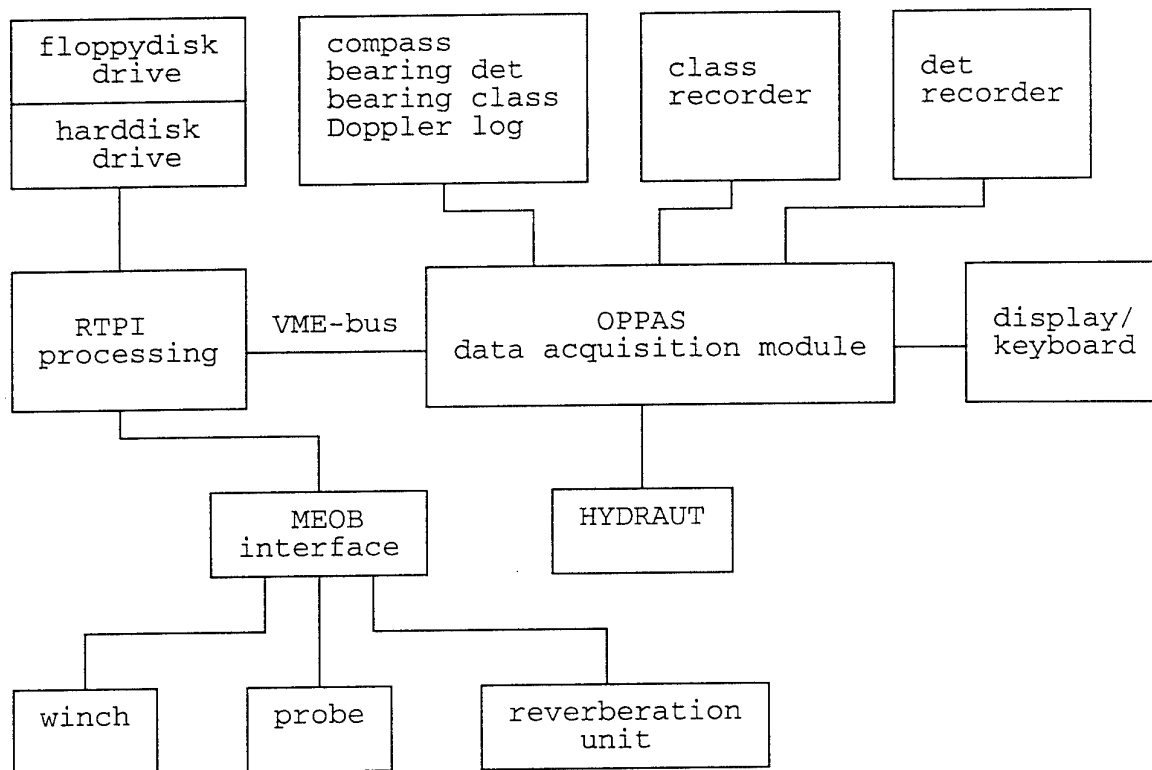 floppydisk
drive
harddisk
drive
compass
bearing det
bearing class
Doppler log
class
recorder
det
recorder
RTPI
processing
VME-bus
OPPAS
data acquisition module
display/
keyboard
MEOB
interface
HYDRAUT
winch
probe
reverberation
unit